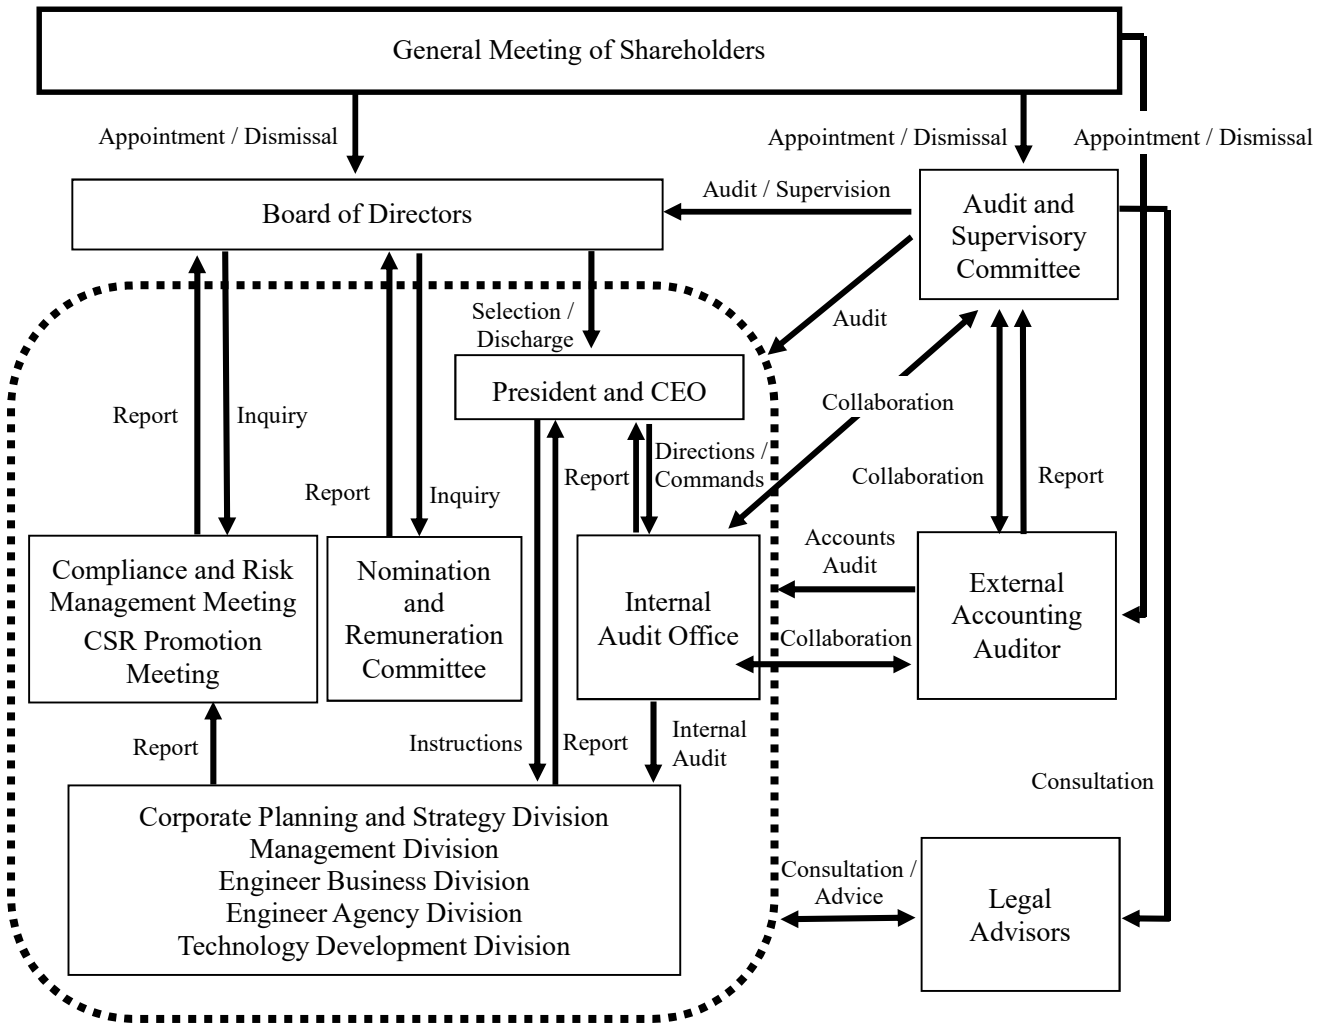 General Meeting of Shareholders
Appointment / Dismissal
Appointment / Dismissal
Appointment / Dismissal
Board of Directors
Audit / Supervision
Audit and
Supervisory
Committee
Selection /
Discharge
Audit
President and CEO
Report
Inquiry
Collaboration
Report
Inquiry
Report
Directions /
Commands
Collaboration
Report
Compliance and Risk
Management Meeting
CSR Promotion
Meeting
Nomination
and
Remuneration
Committee
Internal
Audit Office
Accounts
Audit
Collaboration
External
Accounting
Auditor
Report
Instructions
Report
Internal
Audit
Consultation
Corporate Planning and Strategy Division
Management Division
Engineer Business Division
Engineer Agency Division
Technology Development Division
Consultation /
Advice
Legal
Advisors